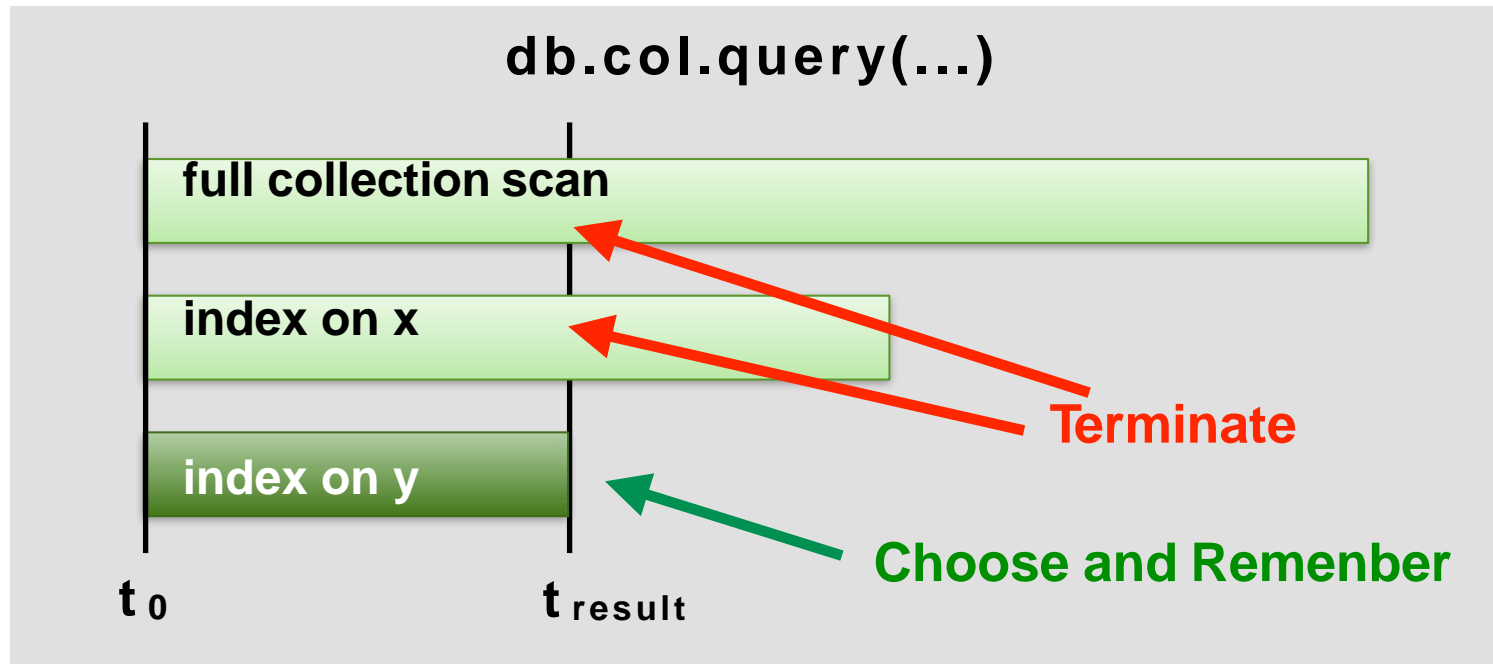 db.col.query(...)
full collection scan
index on x
Terminate
index on y
Choose and Remenber
t 0
t result